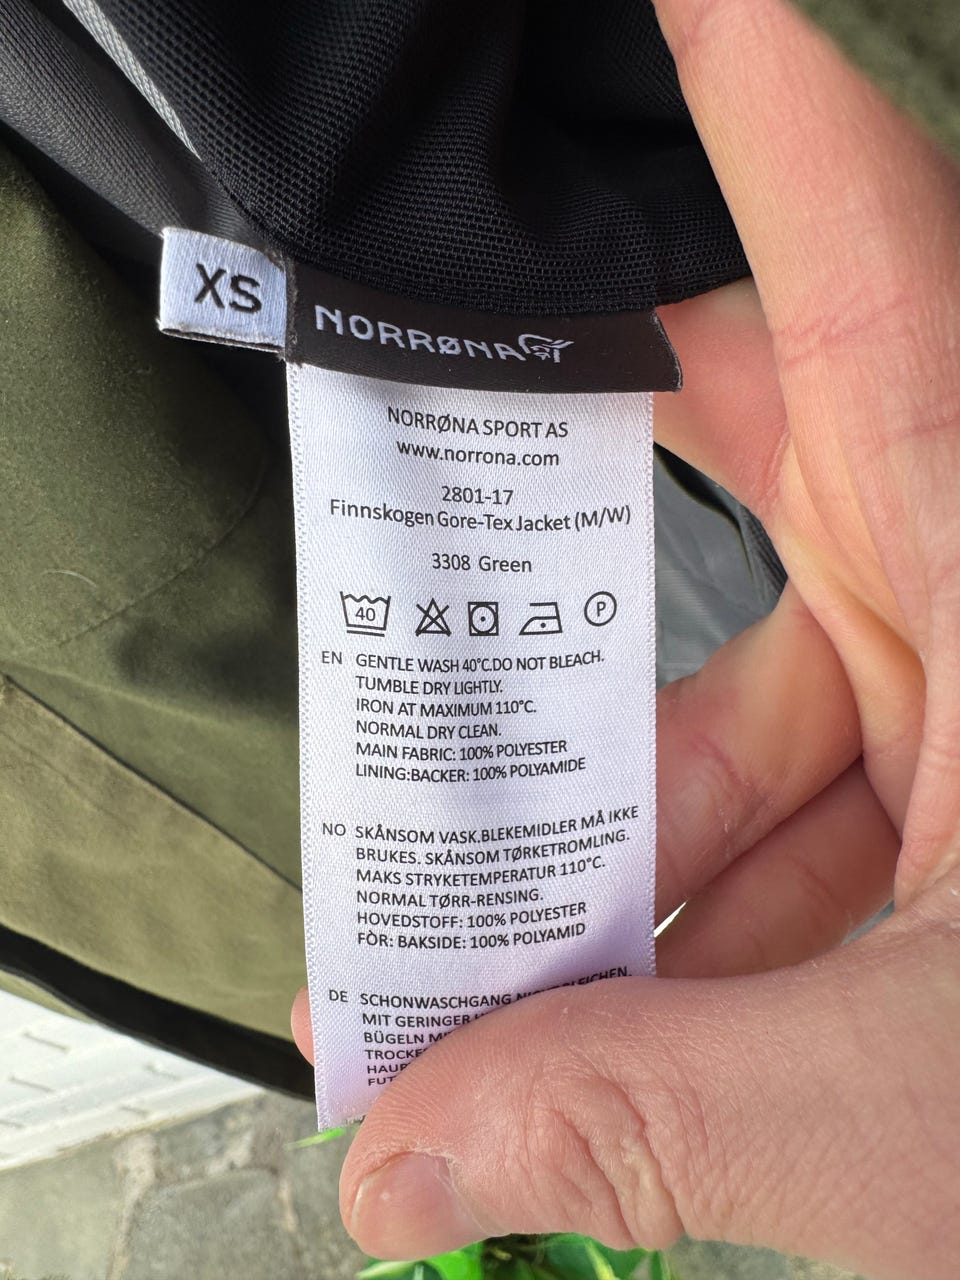 XS
NORRØNA
NORRØNA SPORT AS
www.norrona.com
2801-17
Finnskogen Gore-Tex Jacket (M/W)
3308 Green
40
P
EN GENTLE WASH 40°C.DO NOT BLEACH.
TUMBLE DRY LIGHTLY.
IRON AT MAXIMUM 110°C.
NORMAL DRY CLEAN.
MAIN FABRIC: 100% POLYESTER
LINING:BACKER: 100% POLYAMIDE
NO SKÅNSOM VASK.BLEKEMIDLER MÅ IKKE
BRUKES. SKÅNSOM TØRKETROMLING.
MAKS STRYKETEMPERATUR 110°C.
NORMAL TØRR-RENSING.
HOVEDSTOFF: 100% POLYESTER
FÒR: BAKSIDE: 100% POLYAMID
DE SCHONWASCHGANG
MIT GERINGER
BÜGELN